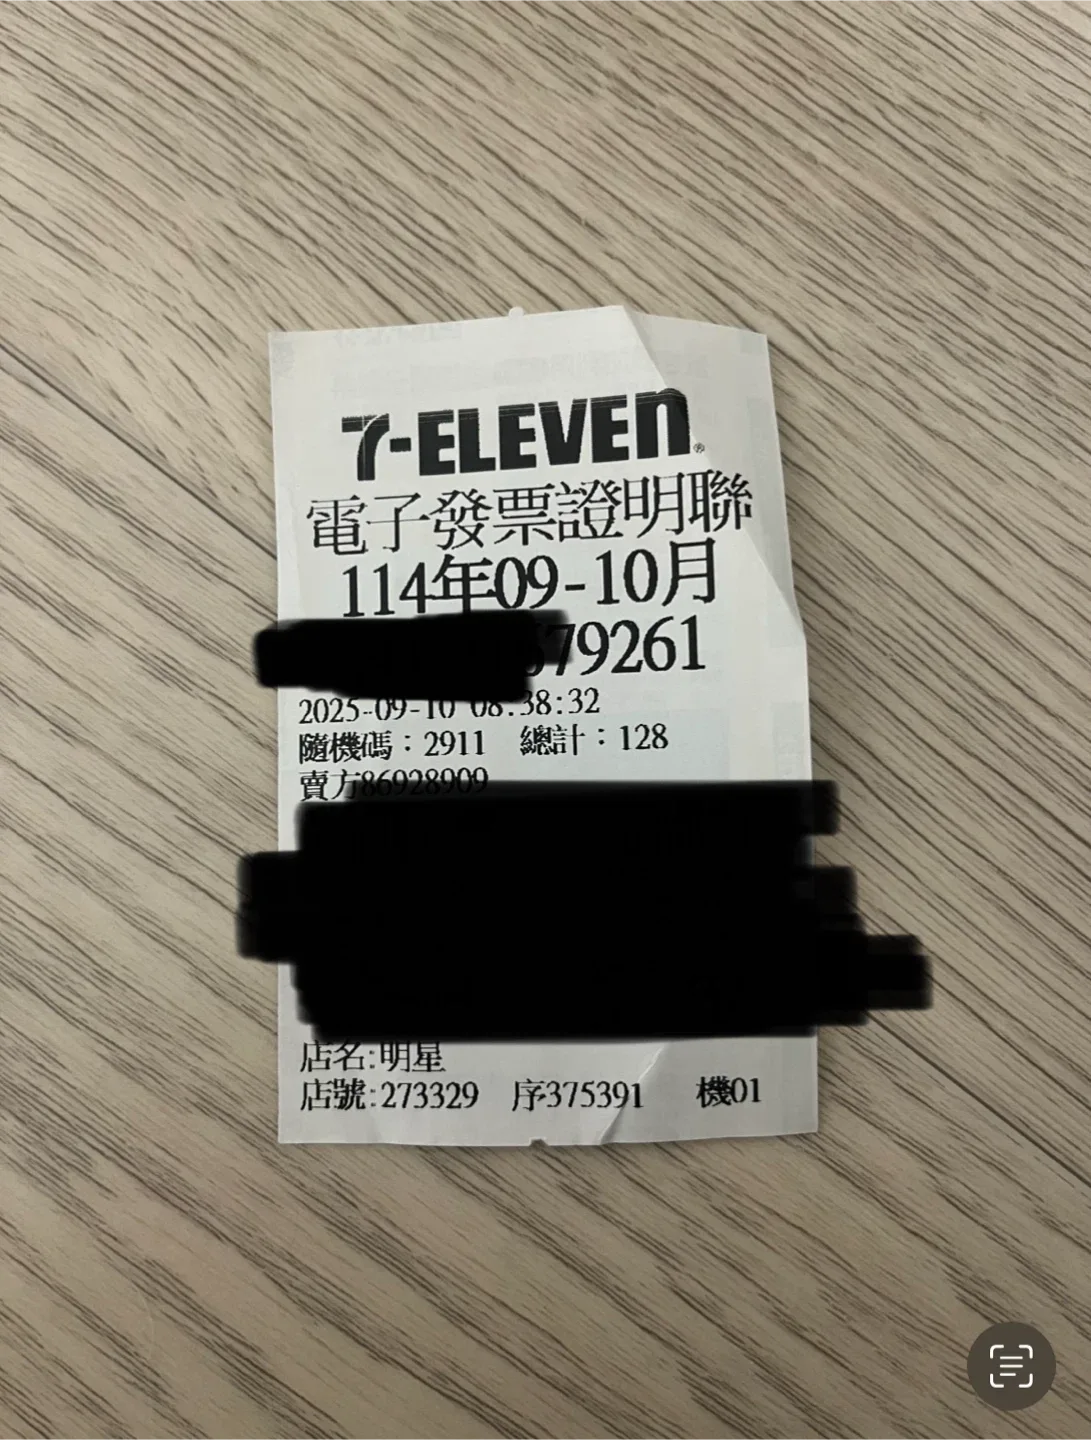 7-ELEVEN®
電子發票證明聯
114年09-10月
79261
2025-09-10 08:38:32
隨機碼:2911 總計:128
賣方86928909
店名:明星
店號:273329 序375391 機01